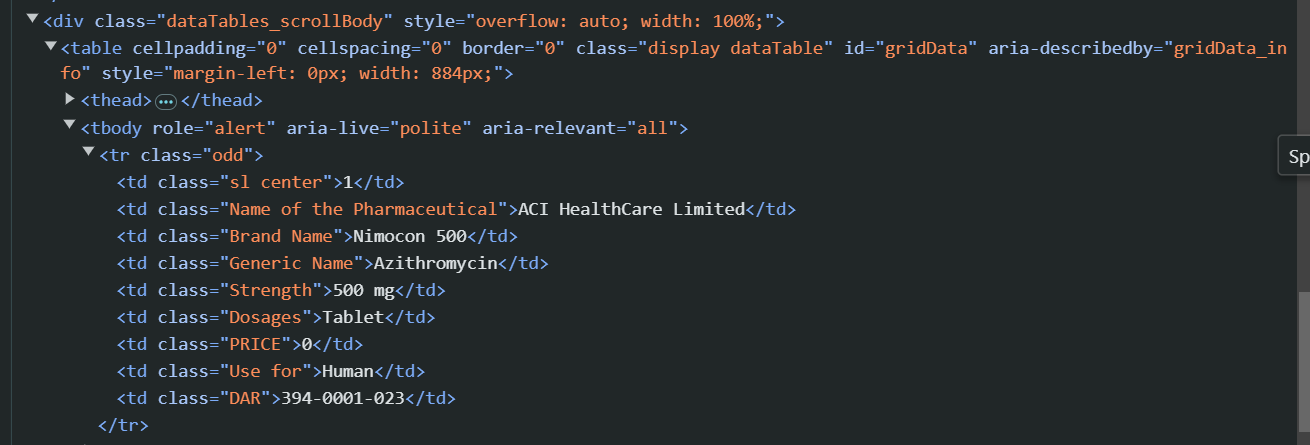 <div class="dataTables_scrollBody" style="overflow: auto; width: 100%;">
<table cellpadding="0" cellspacing="0" border="0" class="display dataTable" id="gridData" aria-describedby="gridData_in
fo" style="margin-left: 0px; width: 884px;">
<thead>…</thead>
<tbody role="alert" aria-live="polite" aria-relevant="all">
<tr class="odd">
<td class="sl center">1</td>
<td class="Name of the Pharmaceutical">ACI HealthCare Limited</td>
<td class="Brand Name">Nimocon 500</td>
<td class="Generic Name">Azithromycin</td>
<td class="Strength">500 mg</td>
<td class="Dosages">Tablet</td>
<td class="PRICE">0</td>
<td class="Use for">Human</td>
<td class="DAR">394-0001-023</td>
</tr>
Sp